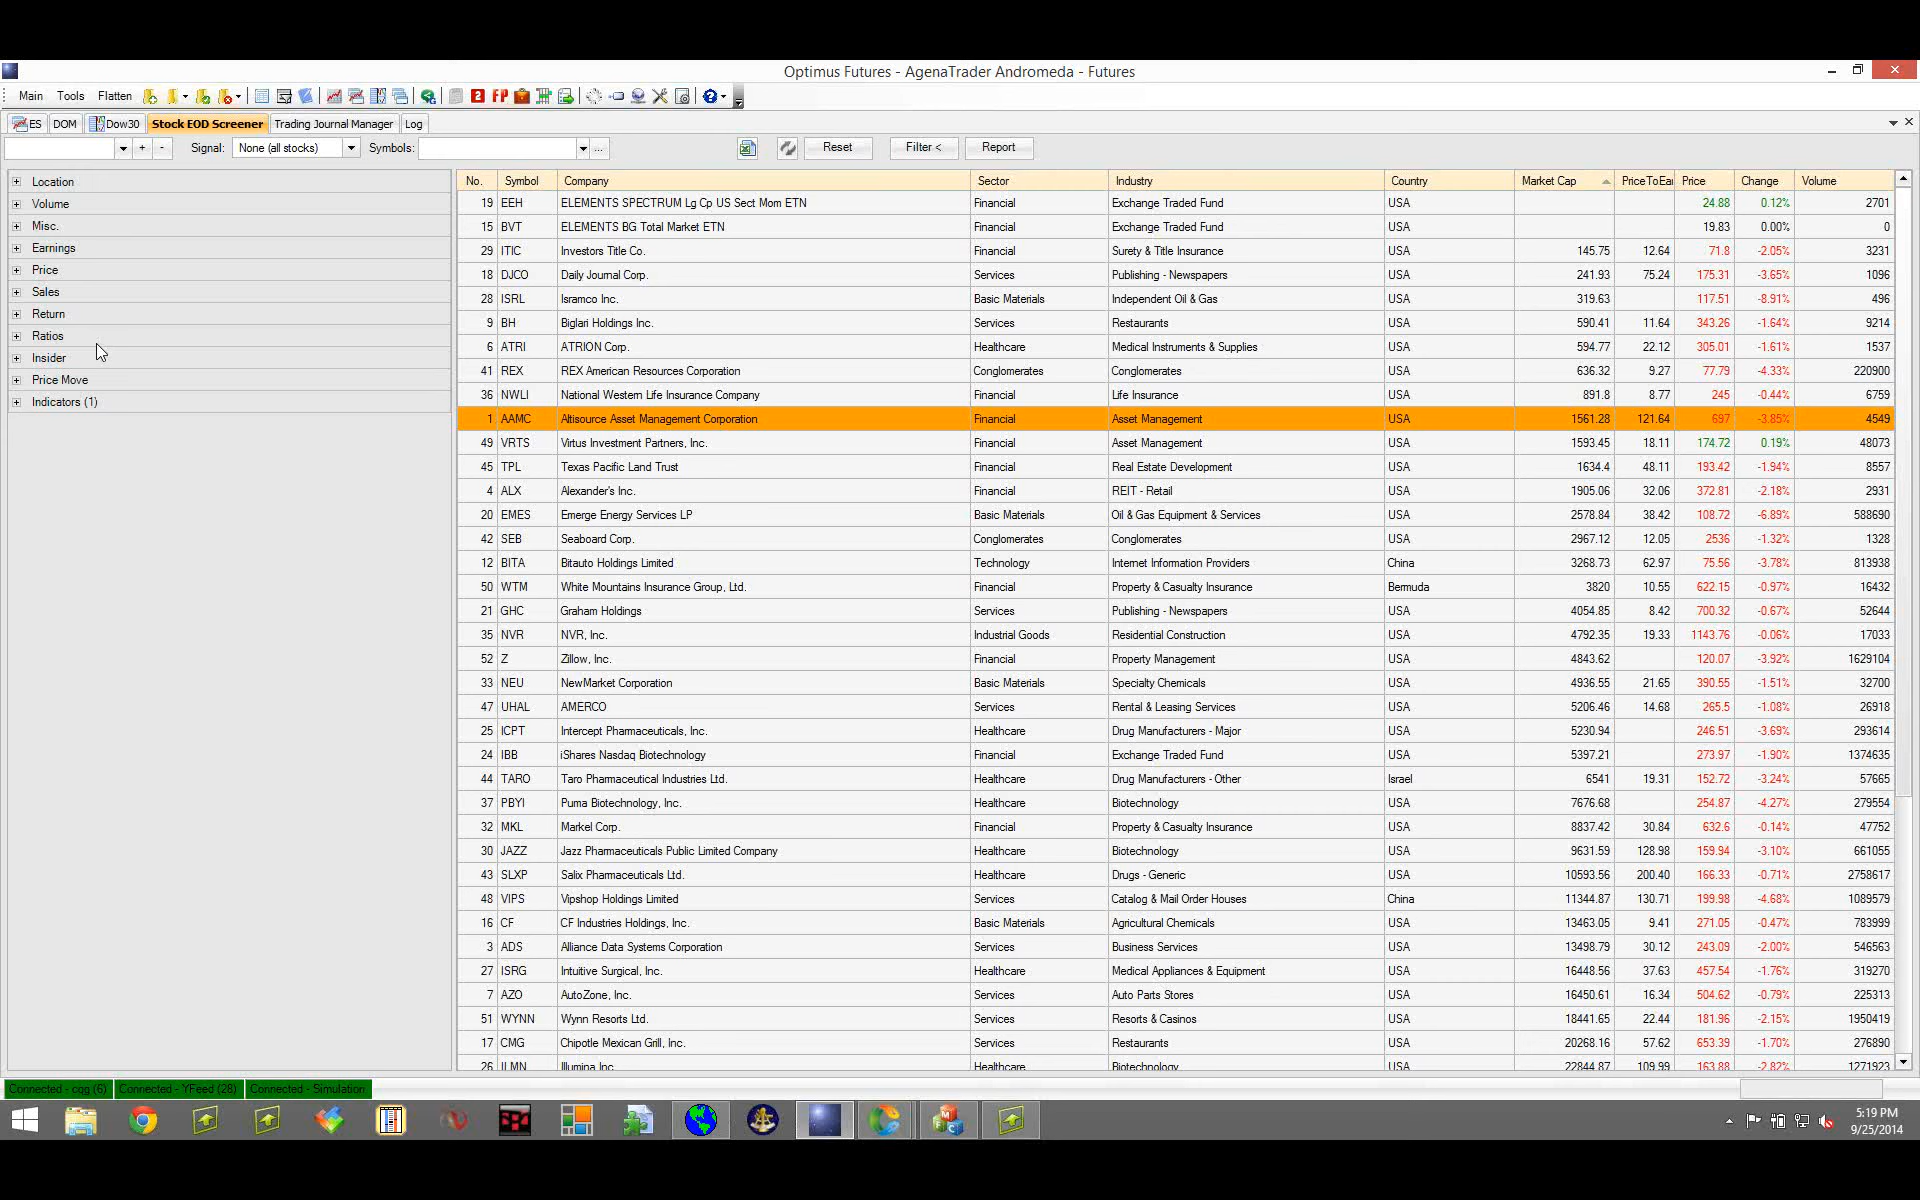 Optimus Futures - AgenaTrader Andromeda - Futures
Main Tools Flatten
ES DOM Dow30 Stock EOD Screener Trading Journal Manager Log
+ - Signal: None (all stocks) Symbols: ... Reset Filter < Report
Location
Volume
Misc.
Earnings
Price
Sales
Return
Ratios
Insider
Price Move
Indicators (1)
No. Symbol Company Sector Industry Country Market Cap PriceToEar Price Change Volume
19 EEH ELEMENTS SPECTRUM Lg Cp US Sect Mom ETN Financial Exchange Traded Fund USA 24.88 0.12% 2701
15 BVT ELEMENTS BG Total Market ETN Financial Exchange Traded Fund USA 19.83 0.00% 0
29 ITIC Investors Title Co. Financial Surety & Title Insurance USA 145.75 12.64 71.8 -2.05% 3231
18 DJCO Daily Journal Corp. Services Publishing - Newspapers USA 241.93 75.24 175.31 -3.65% 1096
28 ISRL Isramco Inc. Basic Materials Independent Oil & Gas USA 319.63 117.51 -8.91% 496
9 BH Biglari Holdings Inc. Services Restaurants USA 590.41 11.64 343.26 -1.64% 9214
6 ATRI ATRION Corp. Healthcare Medical Instruments & Supplies USA 594.77 22.12 305.01 -1.61% 1537
41 REX REX American Resources Corporation Conglomerates Conglomerates USA 636.32 9.27 77.79 -4.33% 220900
36 NWLI National Western Life Insurance Company Financial Life Insurance USA 891.8 8.77 245 -0.44% 6759
1 AAMC Altisource Asset Management Corporation Financial Asset Management USA 1561.28 121.64 697 -3.85% 4549
49 VRTS Virtus Investment Partners, Inc. Financial Asset Management USA 1593.45 18.11 174.72 0.19% 48073
45 TPL Texas Pacific Land Trust Financial Real Estate Development USA 1634.4 48.11 193.42 -1.94% 8557
4 ALX Alexander's Inc. Financial REIT - Retail USA 1905.06 32.06 372.81 -2.18% 2931
20 EMES Emerge Energy Services LP Basic Materials Oil & Gas Equipment & Services USA 2578.84 38.42 108.72 -6.89% 588690
42 SEB Seaboard Corp. Conglomerates Conglomerates USA 2967.12 12.05 2536 -1.32% 1328
12 BITA Bitauto Holdings Limited Technology Internet Information Providers China 3268.73 62.97 75.56 -3.78% 813938
50 WTM White Mountains Insurance Group, Ltd. Financial Property & Casualty Insurance Bermuda 3820 10.55 622.15 -0.97% 16432
21 GHC Graham Holdings Services Publishing - Newspapers USA 4054.85 8.42 700.32 -0.67% 52644
35 NVR NVR, Inc. Industrial Goods Residential Construction USA 4792.35 19.33 1143.76 -0.06% 17033
52 Z Zillow, Inc. Financial Property Management USA 4843.62 120.07 -3.92% 1629104
33 NEU NewMarket Corporation Basic Materials Specialty Chemicals USA 4936.55 21.65 390.55 -1.51% 32700
47 UHAL AMERCO Services Rental & Leasing Services USA 5206.46 14.68 265.5 -1.08% 26918
25 ICPT Intercept Pharmaceuticals, Inc. Healthcare Drug Manufacturers - Major USA 5230.94 246.51 -3.69% 293614
24 IBB iShares Nasdaq Biotechnology Financial Exchange Traded Fund USA 5397.21 273.97 -1.90% 1374635
44 TARO Taro Pharmaceutical Industries Ltd. Healthcare Drug Manufacturers - Other Israel 6541 19.31 152.72 -3.24% 57665
37 PBYI Puma Biotechnology, Inc. Healthcare Biotechnology USA 7676.68 254.87 -4.27% 279554
32 MKL Markel Corp. Financial Property & Casualty Insurance USA 8837.42 30.84 632.6 -0.14% 47752
30 JAZZ Jazz Pharmaceuticals Public Limited Company Healthcare Biotechnology USA 9631.59 128.98 159.94 -3.10% 661055
43 SLXP Salix Pharmaceuticals Ltd. Healthcare Drugs - Generic USA 10593.56 200.40 166.33 -0.71% 2758617
48 VIPS Vipshop Holdings Limited Services Catalog & Mail Order Houses China 11344.87 130.71 199.98 -4.68% 1089579
16 CF CF Industries Holdings, Inc. Basic Materials Agricultural Chemicals USA 13463.05 9.41 271.05 -0.47% 783999
3 ADS Alliance Data Systems Corporation Services Business Services USA 13498.79 30.12 243.09 -2.00% 546563
27 ISRG Intuitive Surgical, Inc. Healthcare Medical Appliances & Equipment USA 16448.56 37.63 457.54 -1.76% 319270
7 AZO AutoZone, Inc. Services Auto Parts Stores USA 16450.61 16.34 504.62 -0.79% 225313
51 WYNN Wynn Resorts Ltd. Services Resorts & Casinos USA 18441.65 22.44 181.96 -2.15% 1950419
17 CMG Chipotle Mexican Grill, Inc. Services Restaurants USA 20268.16 57.62 653.39 -1.70% 276890
26 ILMN Illumina Inc. Healthcare Biotechnology USA 22844.87 109.99 163.88 -2.82% 1271923
Connected - cqg (6) Connected - YFeed (28) Connected - Simulation
5:19 PM
9/25/2014